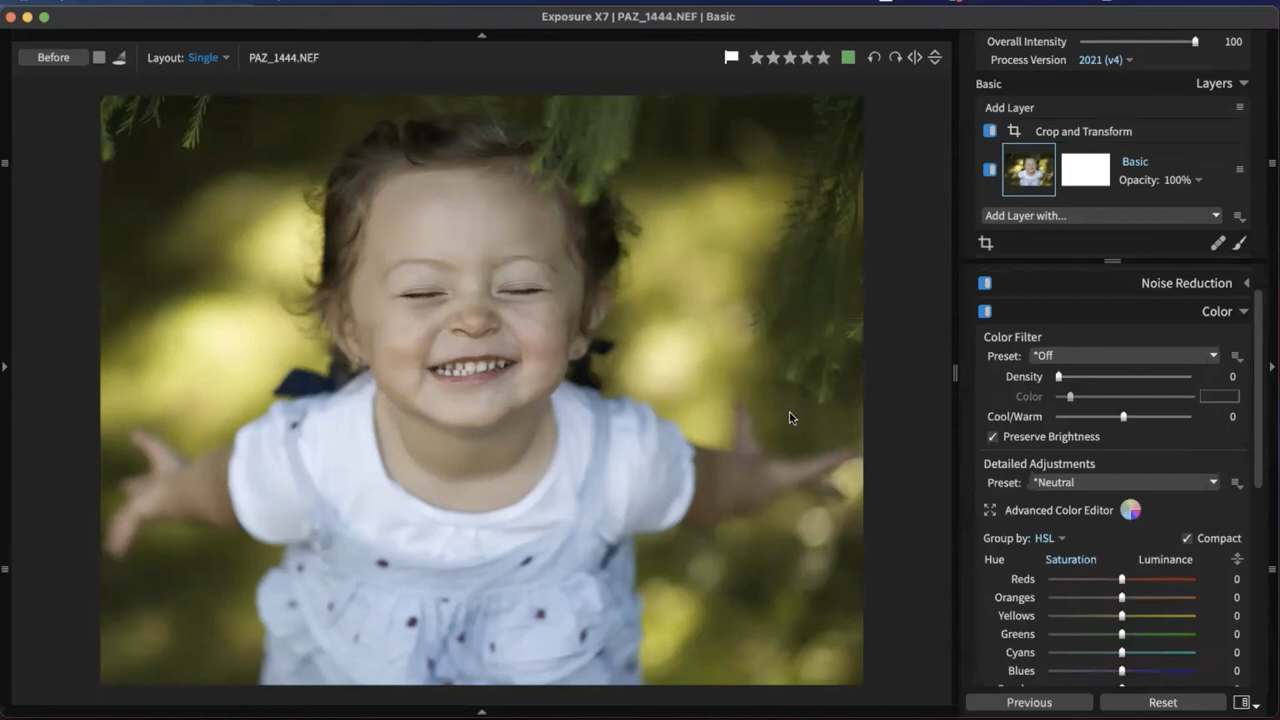 Exposure X7 | PAZ_1444.NEF | Basic
Before
Layout: Single
PAZ_1444.NEF
Overall Intensity 100
Process Version 2021 (v4)
Basic Layers
Add Layer
Crop and Transform
Basic
Opacity: 100%
Add Layer with...
Noise Reduction
Color
Color Filter
Preset: *Off
Density 0
Color
Cool/Warm 0
Preserve Brightness
Detailed Adjustments
Preset: *Neutral
Advanced Color Editor
Group by: HSL Compact
Hue Saturation Luminance
Reds 0
Oranges 0
Yellows 0
Greens 0
Cyans 0
Blues 0
Previous Reset